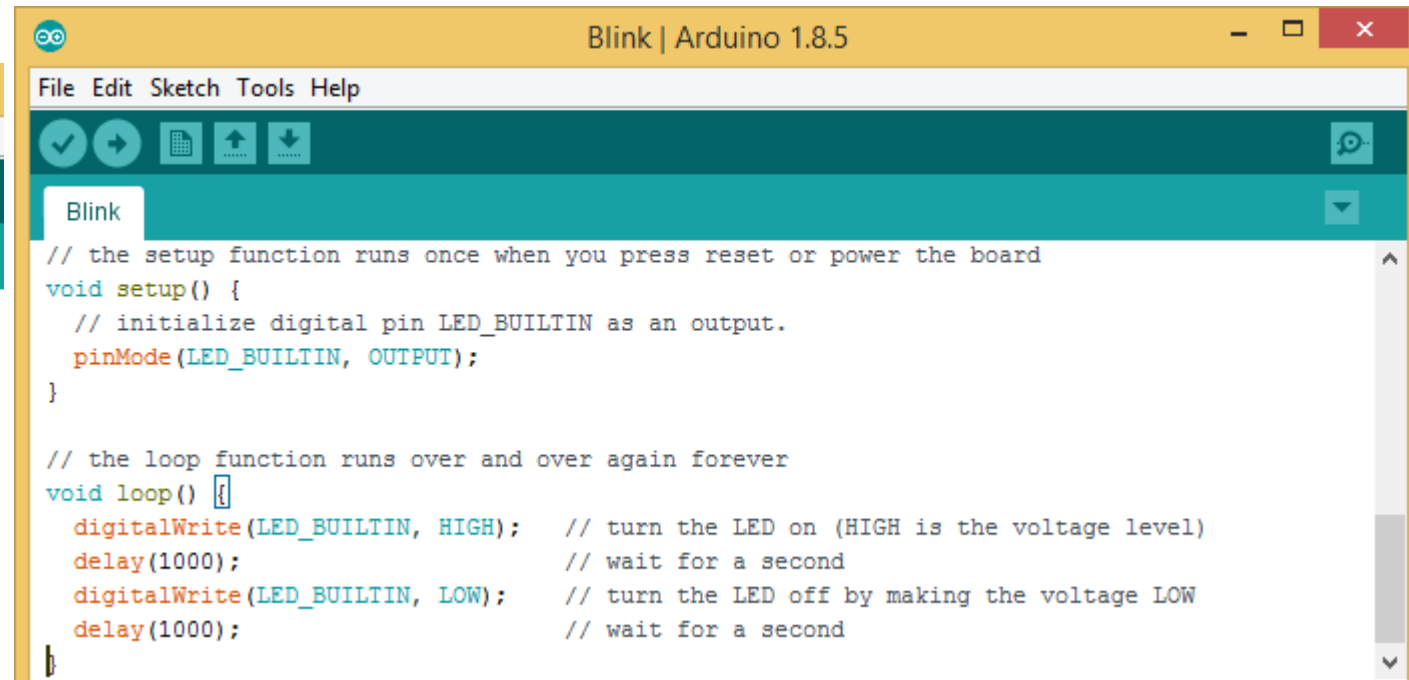 Blink | Arduino 1.8.5
File Edit Sketch Tools Help
Blink
// the setup function runs once when you press reset or power the board
void setup() {
  // initialize digital pin LED_BUILTIN as an output.
  pinMode(LED_BUILTIN, OUTPUT);
}
// the loop function runs over and over again forever
void loop() {
  digitalWrite(LED_BUILTIN, HIGH);   // turn the LED on (HIGH is the voltage level)
  delay(1000);                       // wait for a second
  digitalWrite(LED_BUILTIN, LOW);    // turn the LED off by making the voltage LOW
  delay(1000);                       // wait for a second
}